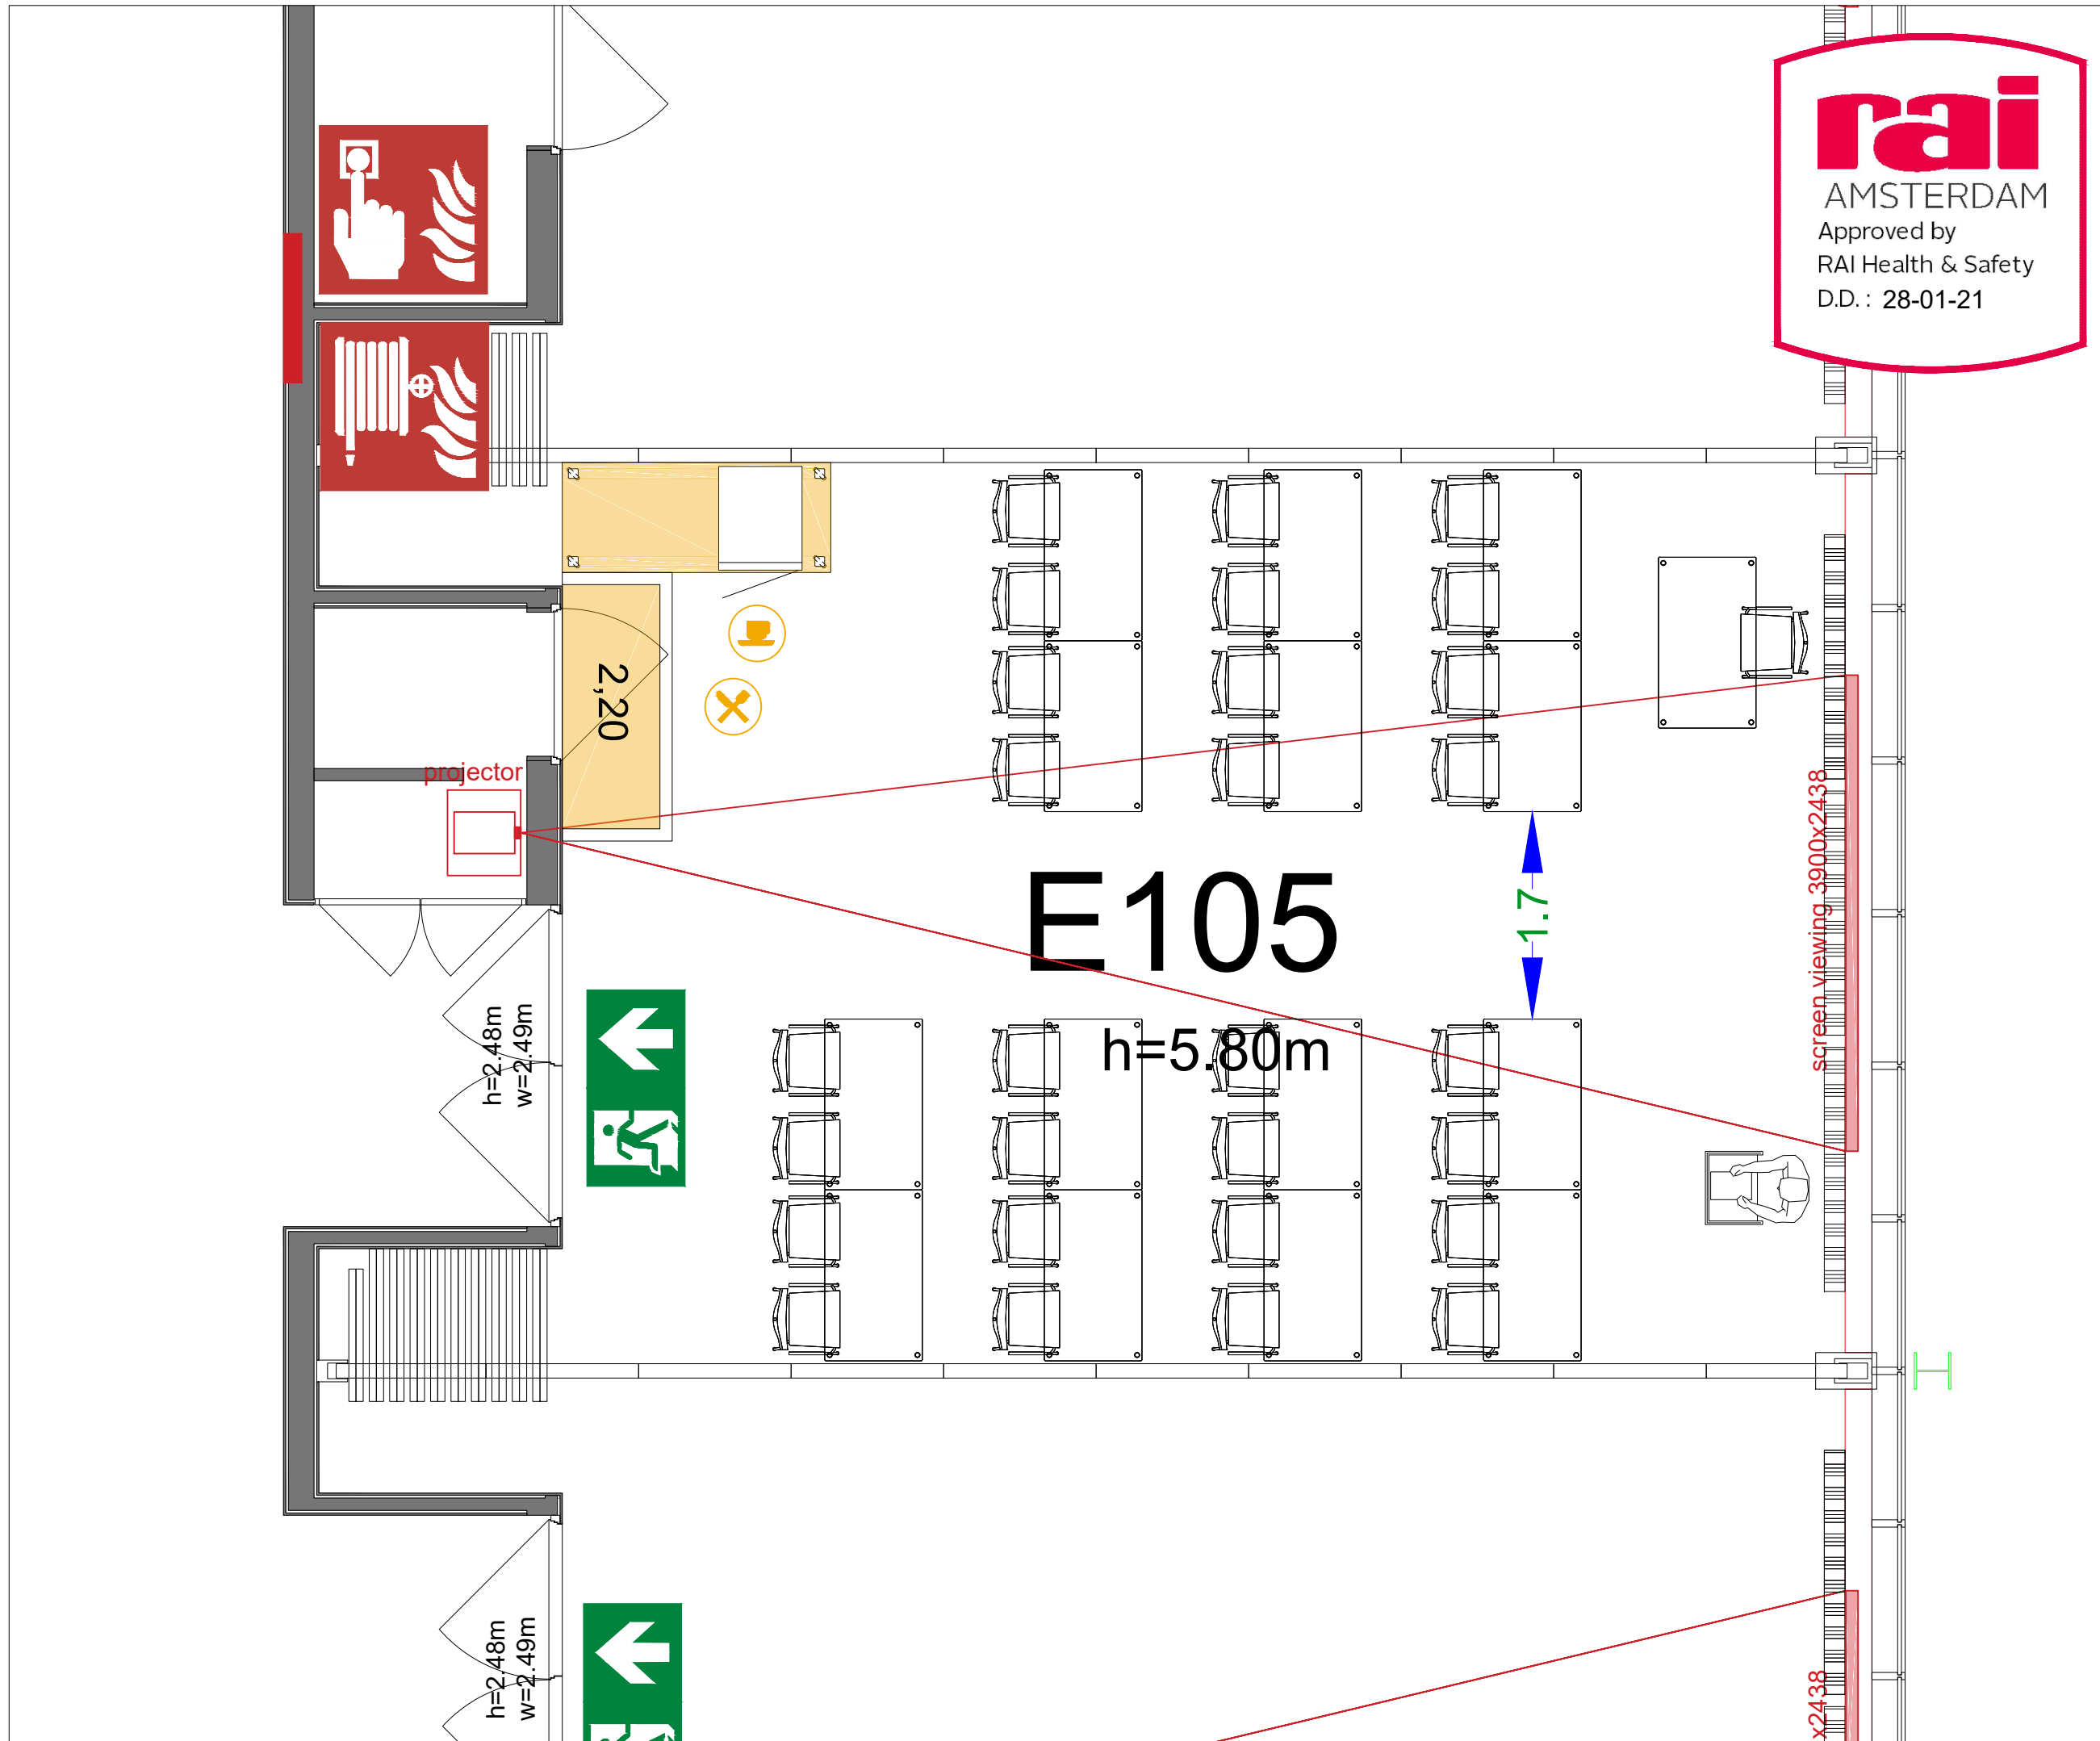 rai
AMSTERDAM
Approved by
RAI Health & Safety
D.D. : 28-01-21
2,20
projector
screen viewing 3900x2438
E105
1.7
h=5.80m
h=2.48m
w=2.49m
h=2.48m
w=2.49m
x2438